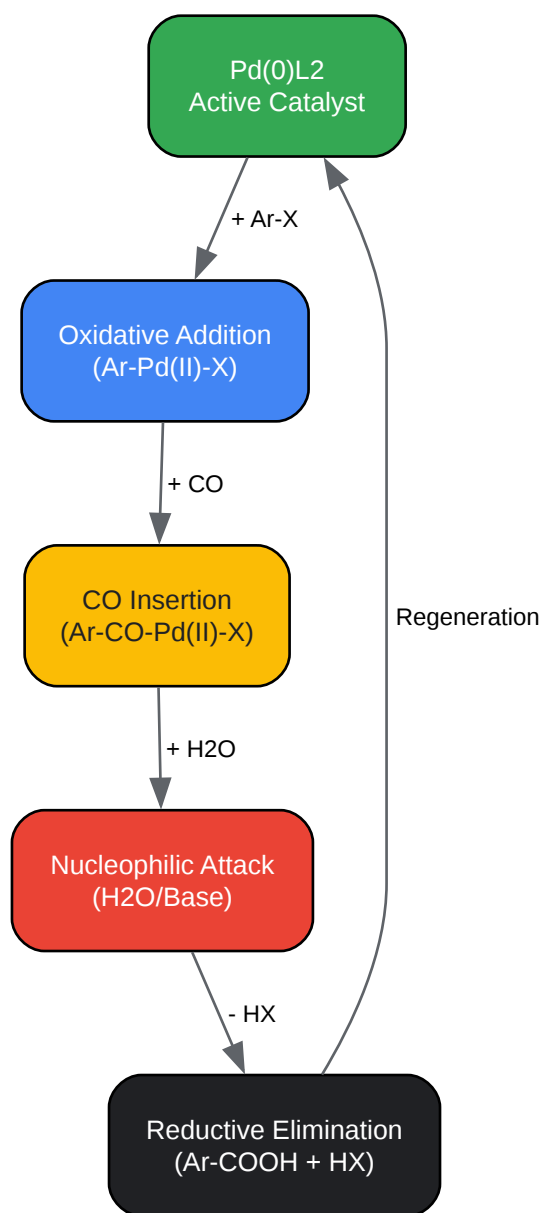 Pd(0)L2
Active Catalyst
+ Ar-X
Oxidative Addition
(Ar-Pd(II)-X)
+ CO
CO Insertion
(Ar-CO-Pd(II)-X)
Regeneration
+ H2O
Nucleophilic Attack
(H2O/Base)
- HX
Reductive Elimination
(Ar-COOH + HX)